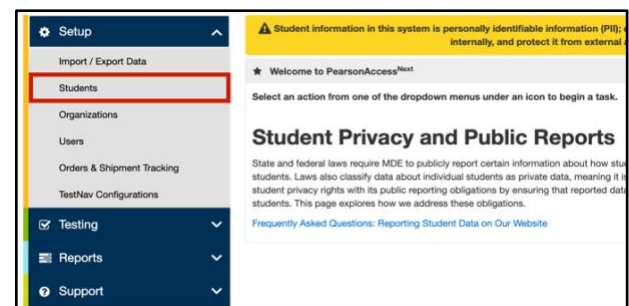 Setup
Import / Export Data
Students
Organizations
Users
Orders & Shipment Tracking
TestNav Configurations
Testing
Reports
Support
Student information in this system is personally identifiable information (PII);
internally, and protect it from external
Welcome to PearsonAccessNext
Select an action from one of the dropdown menus under an icon to begin a task.
Student Privacy and Public Reports
State and federal laws require MDE to publicly report certain information about how
students. Laws also classify data about individual students as private data, meaning it
student privacy rights with its public reporting obligations by ensuring that reported
students. This page explores how we address these obligations.
Frequently Asked Questions: Reporting Student Data on Our Website